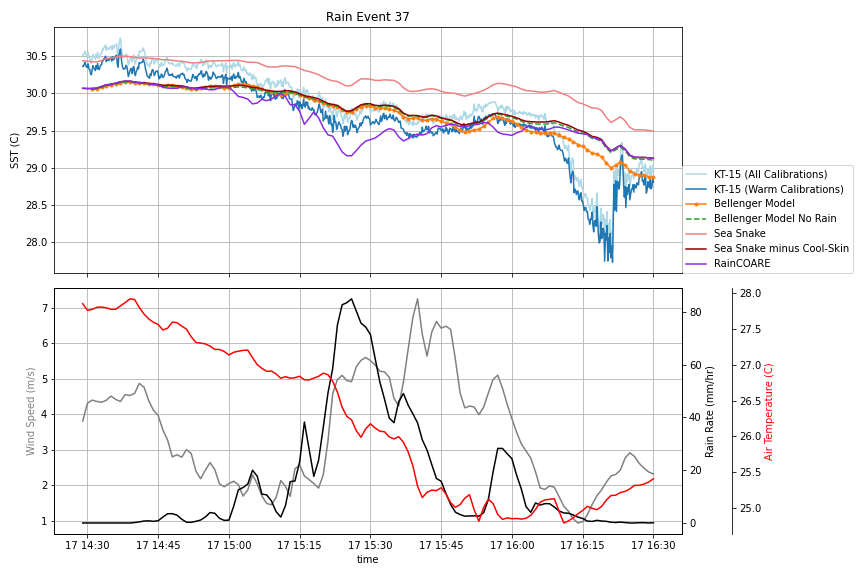 Rain Event 37
SST (C)
30.5
30.0
29.5
29.0
28.5
28.0
KT-15 (All Calibrations)
KT-15 (Warm Calibrations)
Bellenger Model
Bellenger Model No Rain
Sea Snake
Sea Snake minus Cool-Skin
RainCOARE
Wind Speed (m/s)
7
6
5
4
3
2
1
80
60
40
20
0
Rain Rate (mm/hr)
28.0
27.5
27.0
26.5
26.0
25.5
25.0
Air Temperature (C)
17 14:30 17 14:45 17 15:00 17 15:15 17 15:30 17 15:45 17 16:00 17 16:15 17 16:30
time